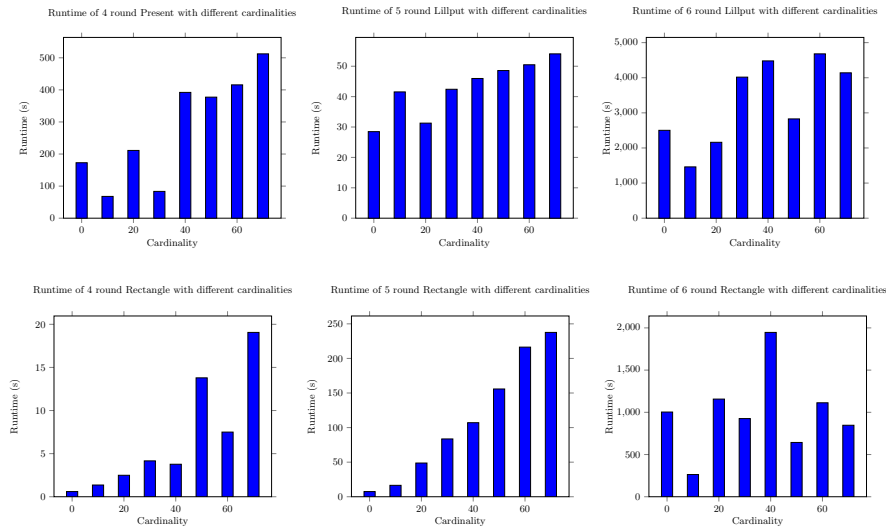 Runtime of 4 round Present with different cardinalities
500
400
300
200
100
0
Runtime (s)
0 20 40 60
Cardinality
Runtime of 5 round Lillput with different cardinalities
50
40
30
20
10
0
Runtime (s)
0 20 40 60
Cardinality
Runtime of 6 round Lillput with different cardinalities
5,000
4,000
3,000
2,000
1,000
0
Runtime (s)
0 20 40 60
Cardinality
Runtime of 4 round Rectangle with different cardinalities
20
15
10
5
0
Runtime (s)
0 20 40 60
Cardinality
Runtime of 5 round Rectangle with different cardinalities
250
200
150
100
50
0
Runtime (s)
0 20 40 60
Cardinality
Runtime of 6 round Rectangle with different cardinalities
2,000
1,500
1,000
500
0
Runtime (s)
0 20 40 60
Cardinality